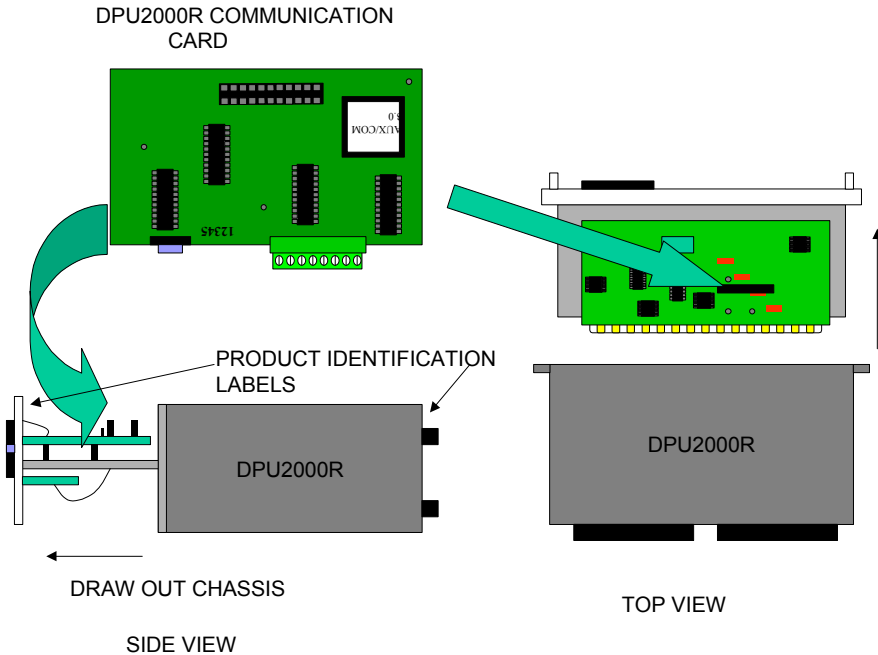 DPU2000R COMMUNICATION
CARD
AUX/COM
3.0
12345
PRODUCT IDENTIFICATION
LABELS
DPU2000R
DPU2000R
DRAW OUT CHASSIS
TOP VIEW
SIDE VIEW